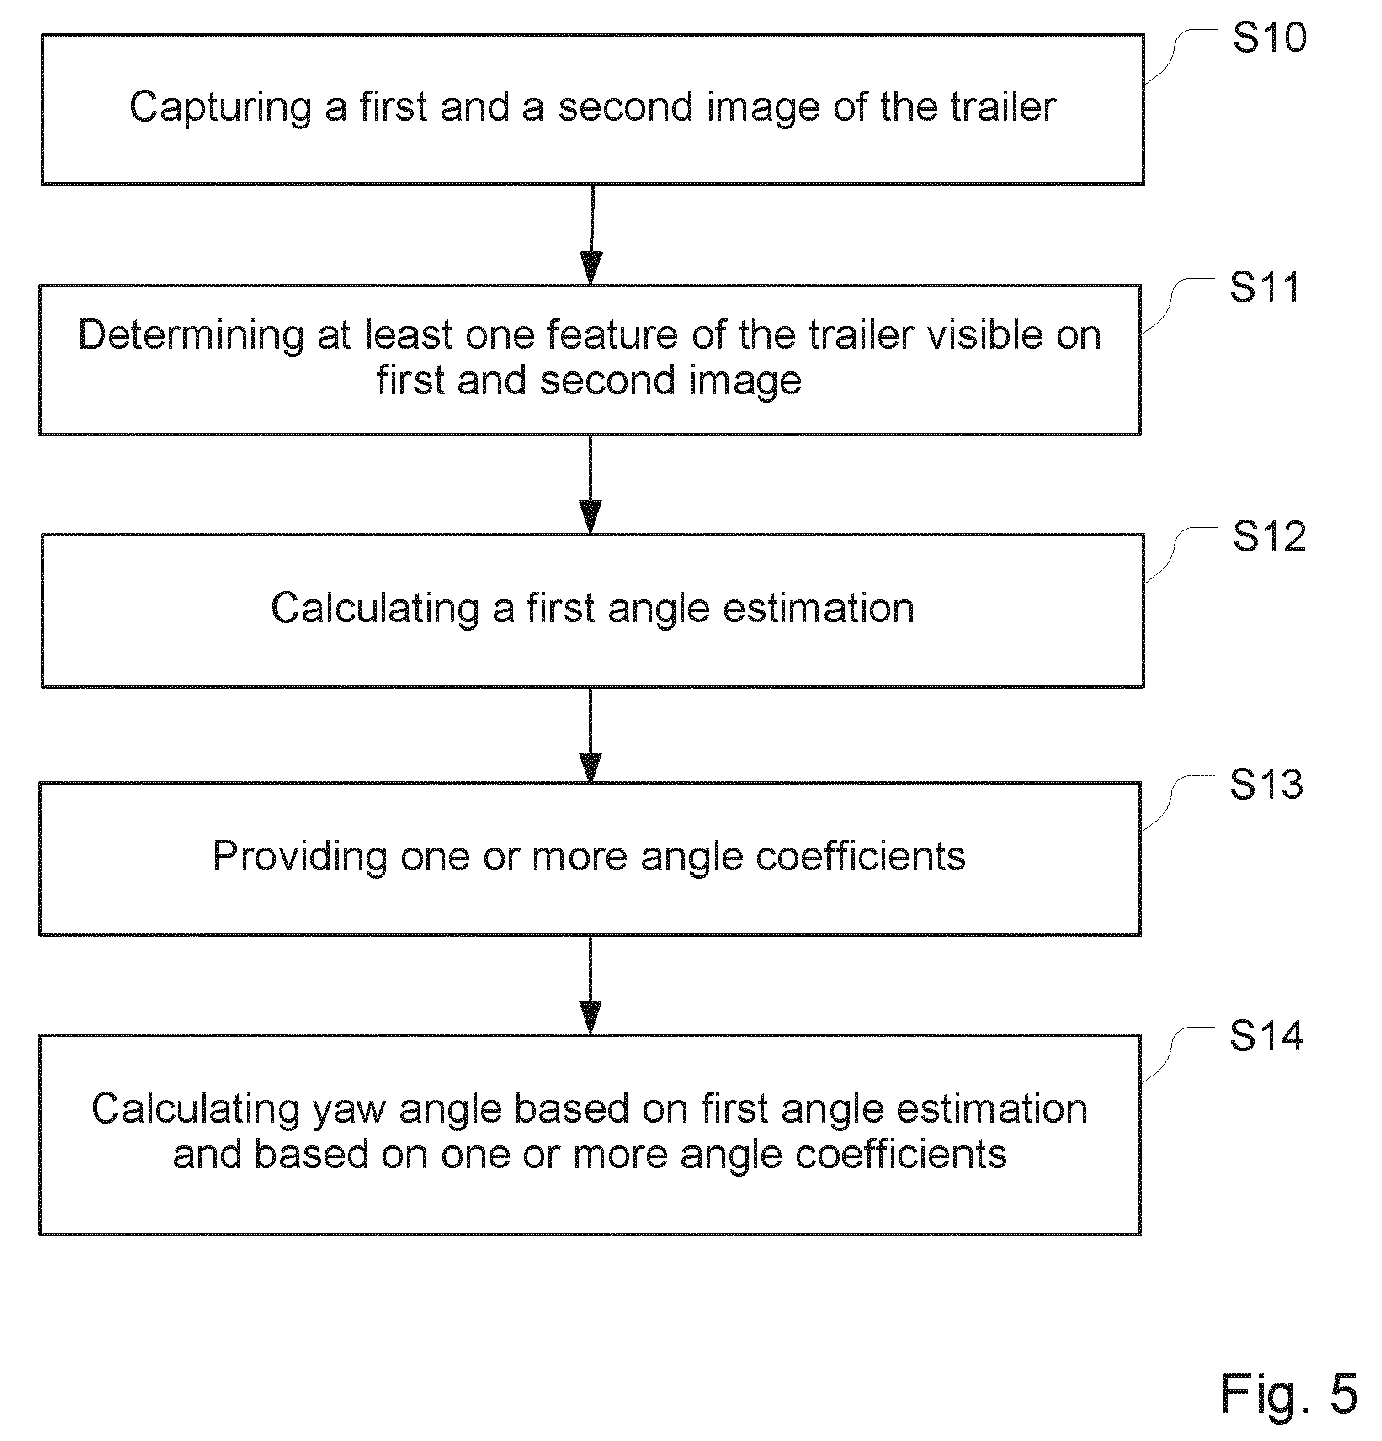 S10
Capturing a first and a second image of the trailer
S11
Determining at least one feature of the trailer visible on
first and second image
S12
Calculating a first angle estimation
S13
Providing one or more angle coefficients
S14
Calculating yaw angle based on first angle estimation
and based on one or more angle coefficients
Fig. 5